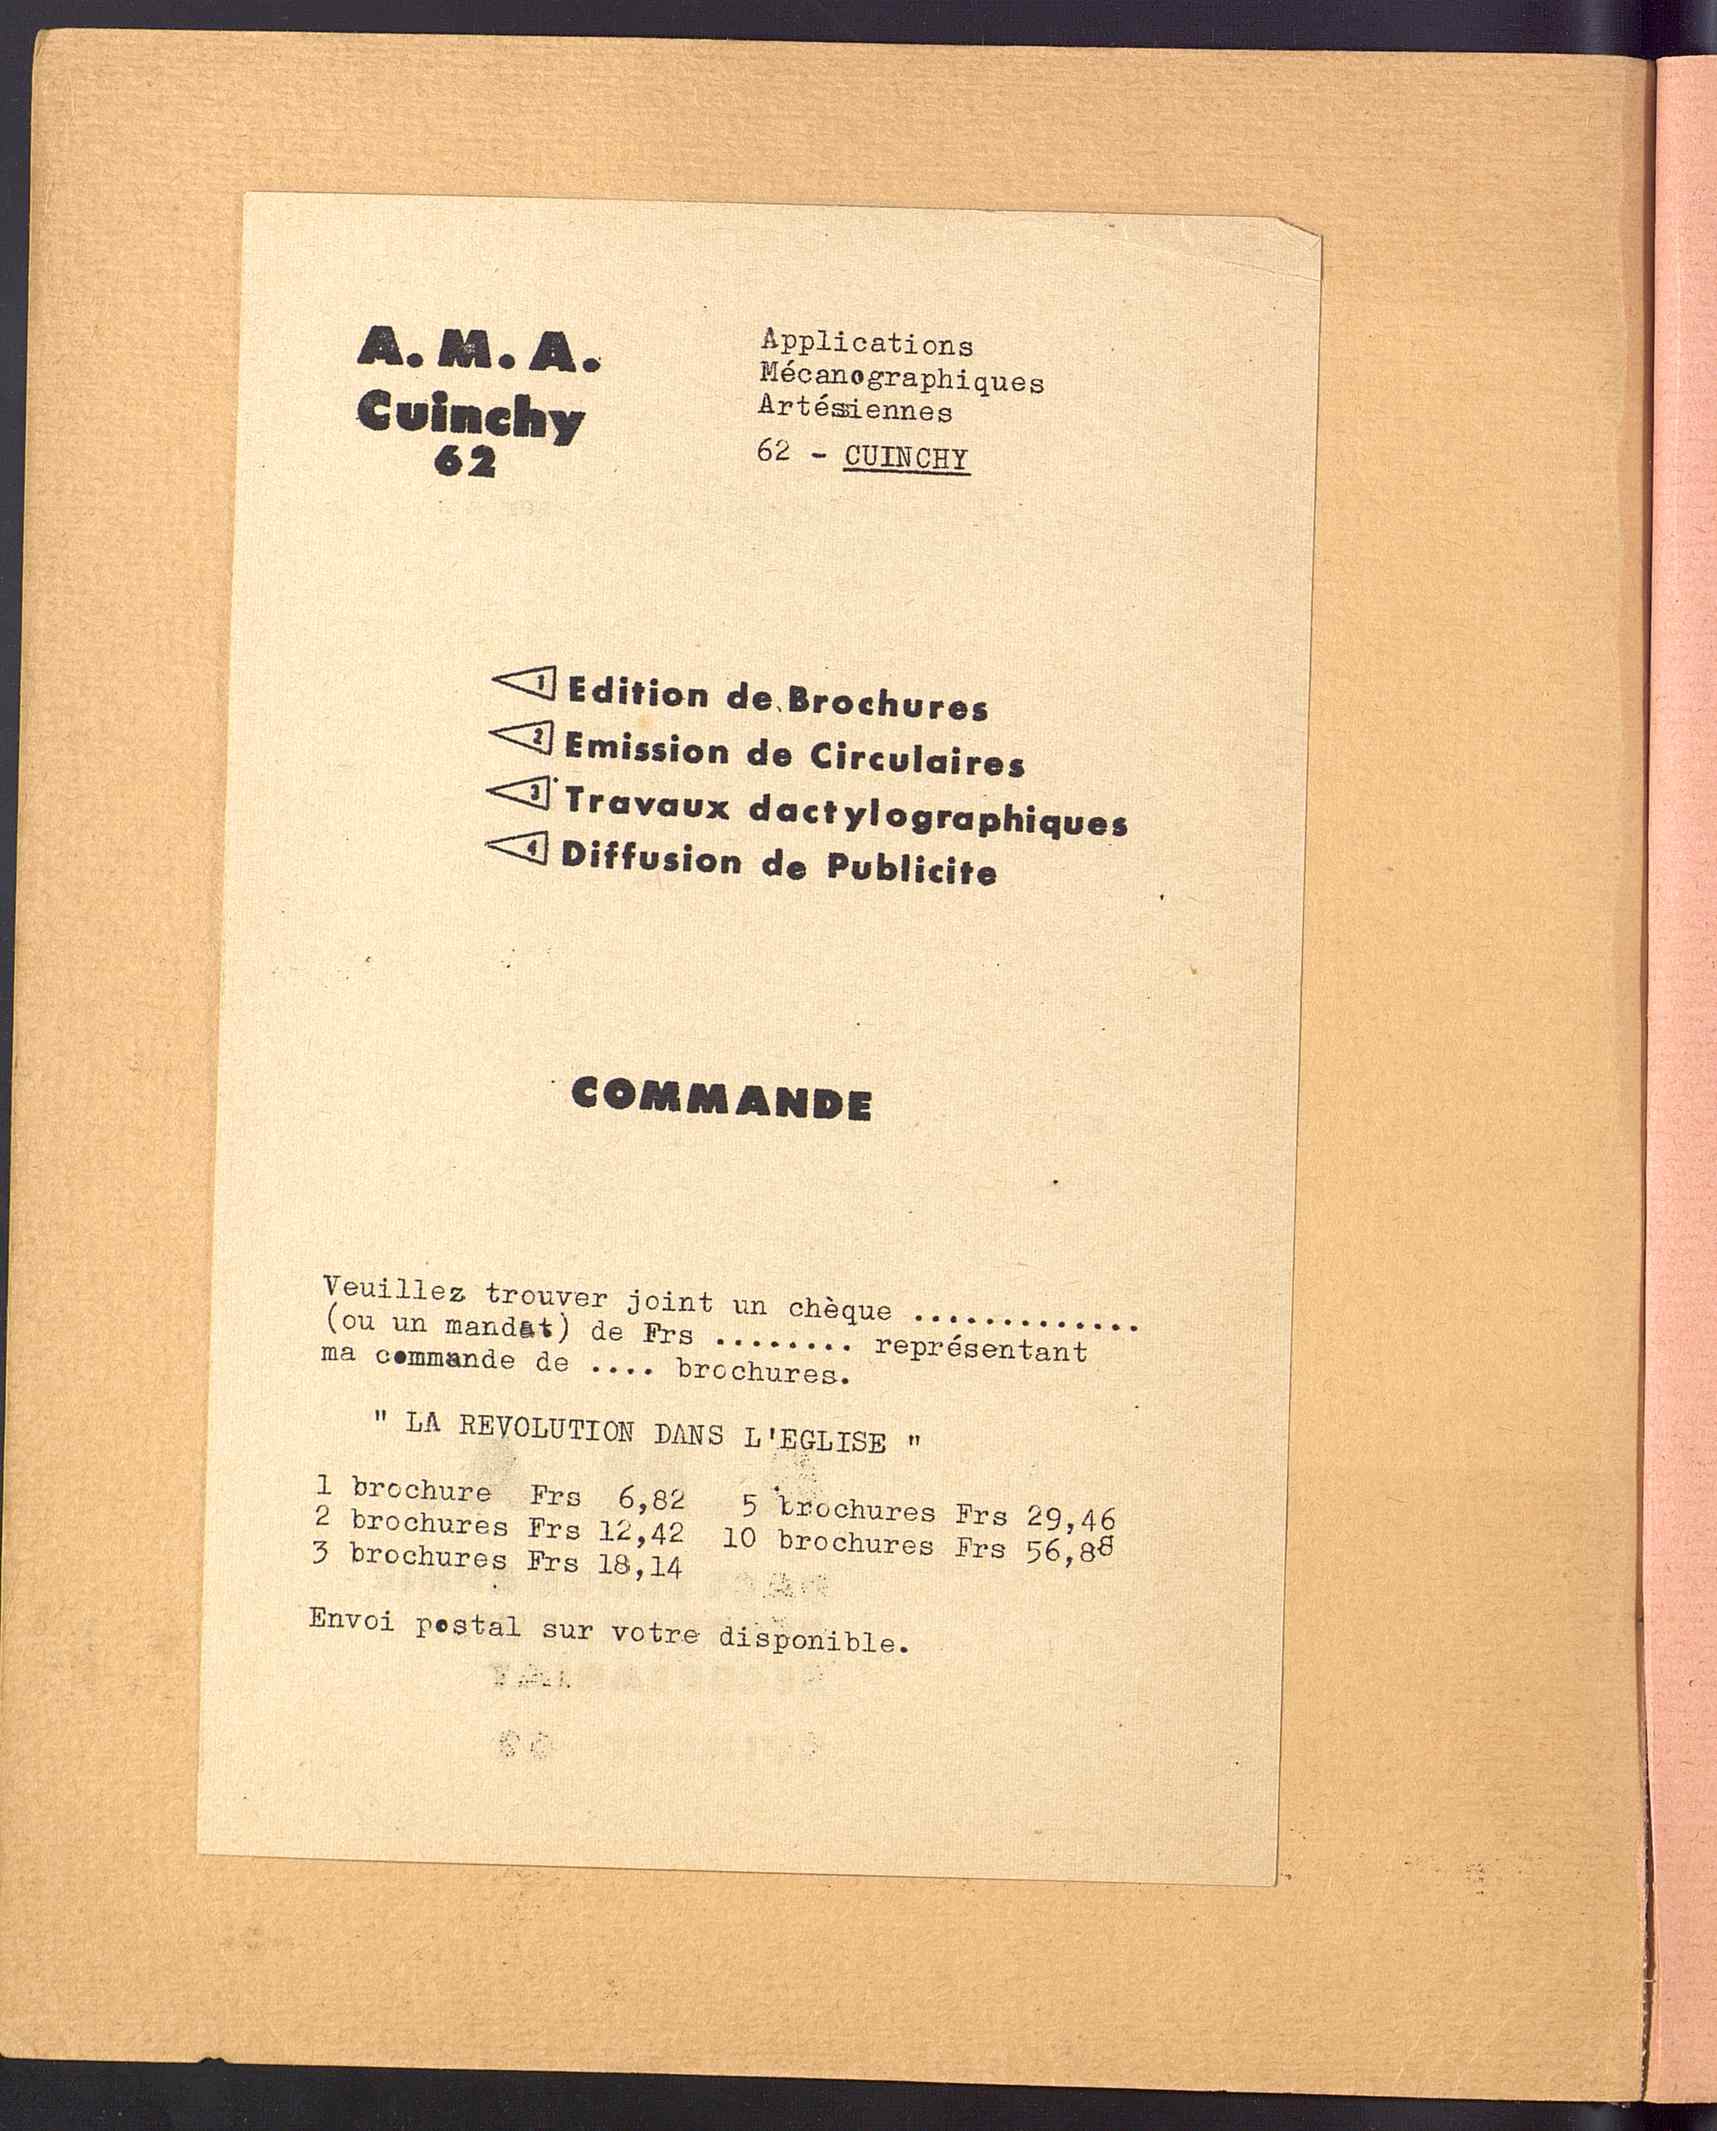 A. M. A.
Cuinchy
62
Applications
Mécanographiques
Artésiennes
62 - CUINCHY
1 Edition de Brochures
2 Emission de Circulaires
3 Travaux dactylographiques
4 Diffusion de Publicite
COMMANDE
Veuillez trouver joint un chèque .............
(ou un mandat) de Frs ........ représentant
ma commande de .... brochures.
" LA REVOLUTION DANS L'EGLISE "
1 brochure Frs 6,82 5 brochures Frs 29,46
2 brochures Frs 12,42 10 brochures Frs 56,88
3 brochures Frs 18,14
Envoi postal sur votre disponible.